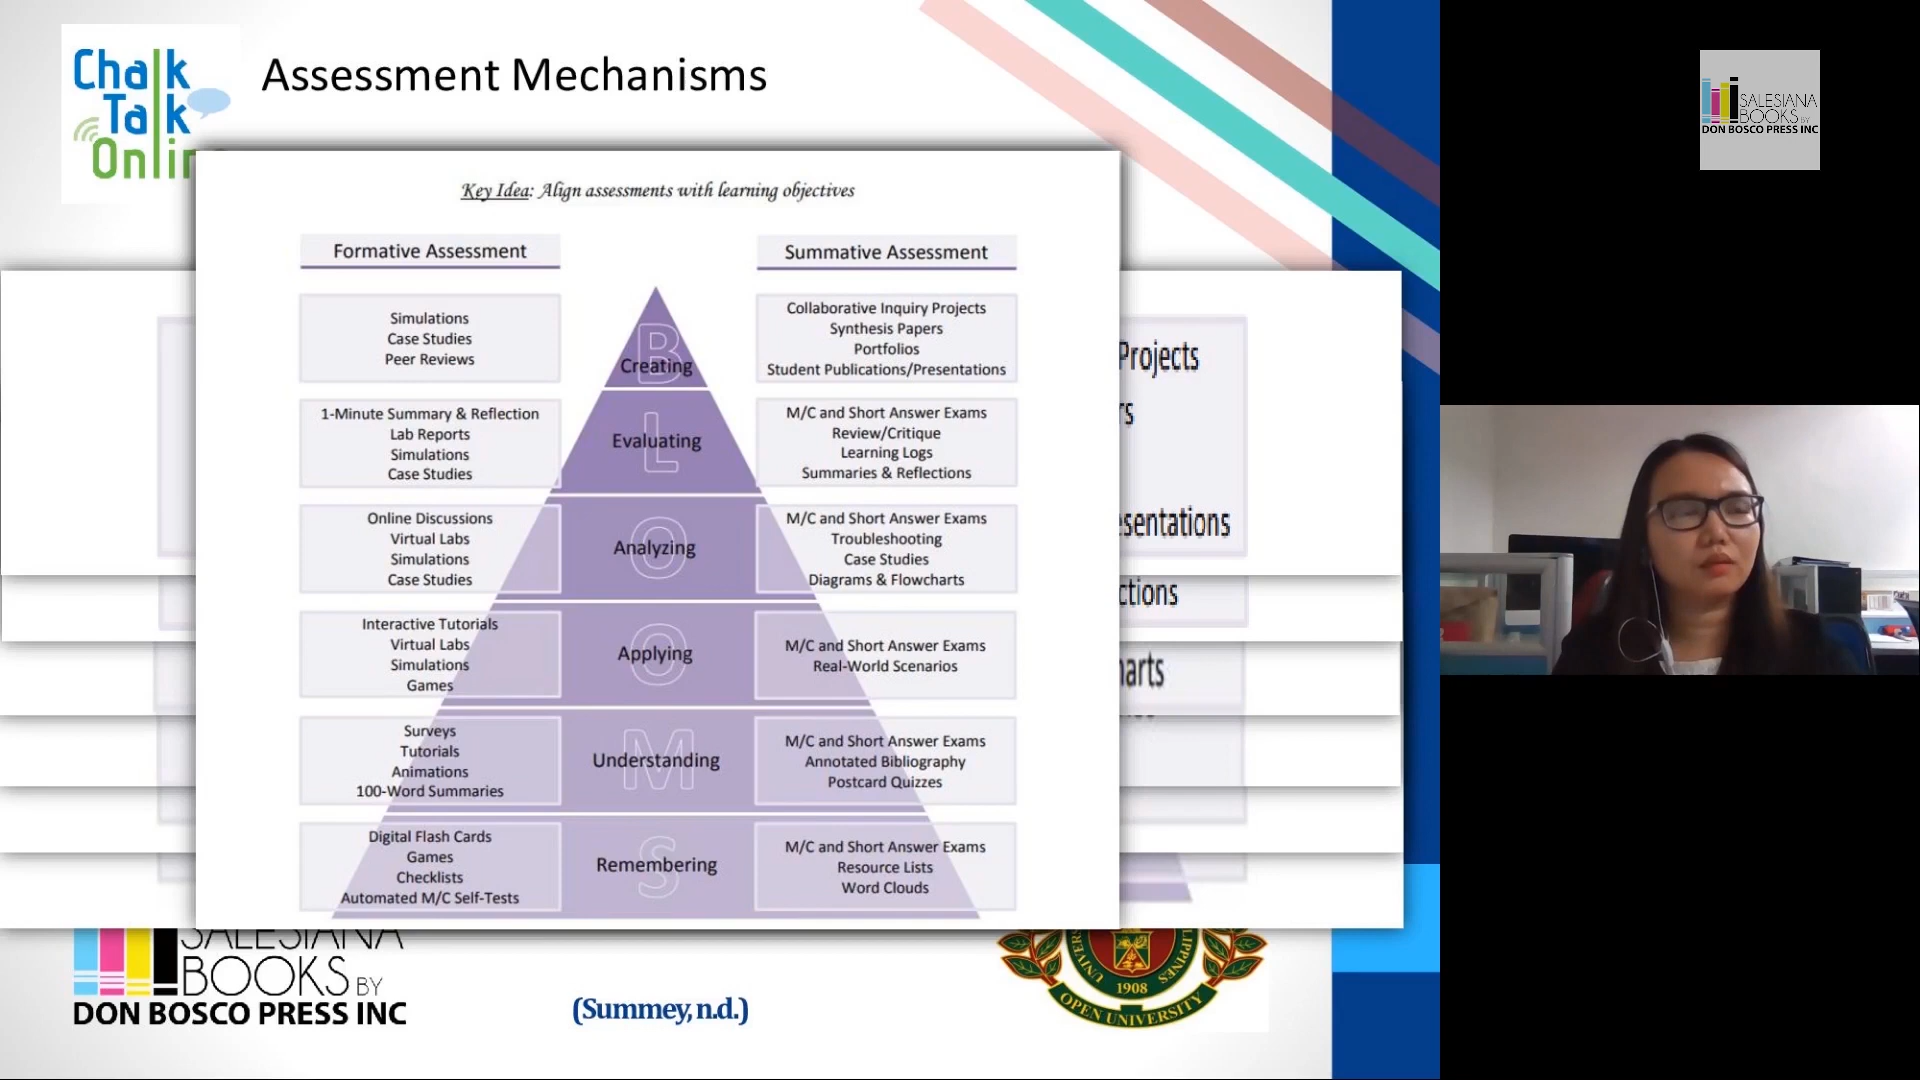 Chalk
Talk
Online
Assessment Mechanisms
Key Idea: Align assessments with learning objectives
Formative Assessment
Summative Assessment
Simulations
Case Studies
Peer Reviews
B
Creating
Collaborative Inquiry Projects
Synthesis Papers
Portfolios
Student Publications/Presentations
1-Minute Summary & Reflection
Lab Reports
Simulations
Case Studies
L
Evaluating
M/C and Short Answer Exams
Review/Critique
Learning Logs
Summaries & Reflections
Online Discussions
Virtual Labs
Simulations
Case Studies
O
Analyzing
M/C and Short Answer Exams
Troubleshooting
Case Studies
Diagrams & Flowcharts
Interactive Tutorials
Virtual Labs
Simulations
Games
O
Applying
M/C and Short Answer Exams
Real-World Scenarios
Surveys
Tutorials
Animations
100-Word Summaries
M
Understanding
M/C and Short Answer Exams
Annotated Bibliography
Postcard Quizzes
Digital Flash Cards
Games
Checklists
Automated M/C Self-Tests
S
Remembering
M/C and Short Answer Exams
Resource Lists
Word Clouds
Projects
rs
esentations
ctions
harts
SALESIANA
BOOKS BY
DON BOSCO PRESS INC
(Summey, n.d.)
1908
OPEN UNIVERSITY
SALESIANA
BOOKS BY
DON BOSCO PRESS INC